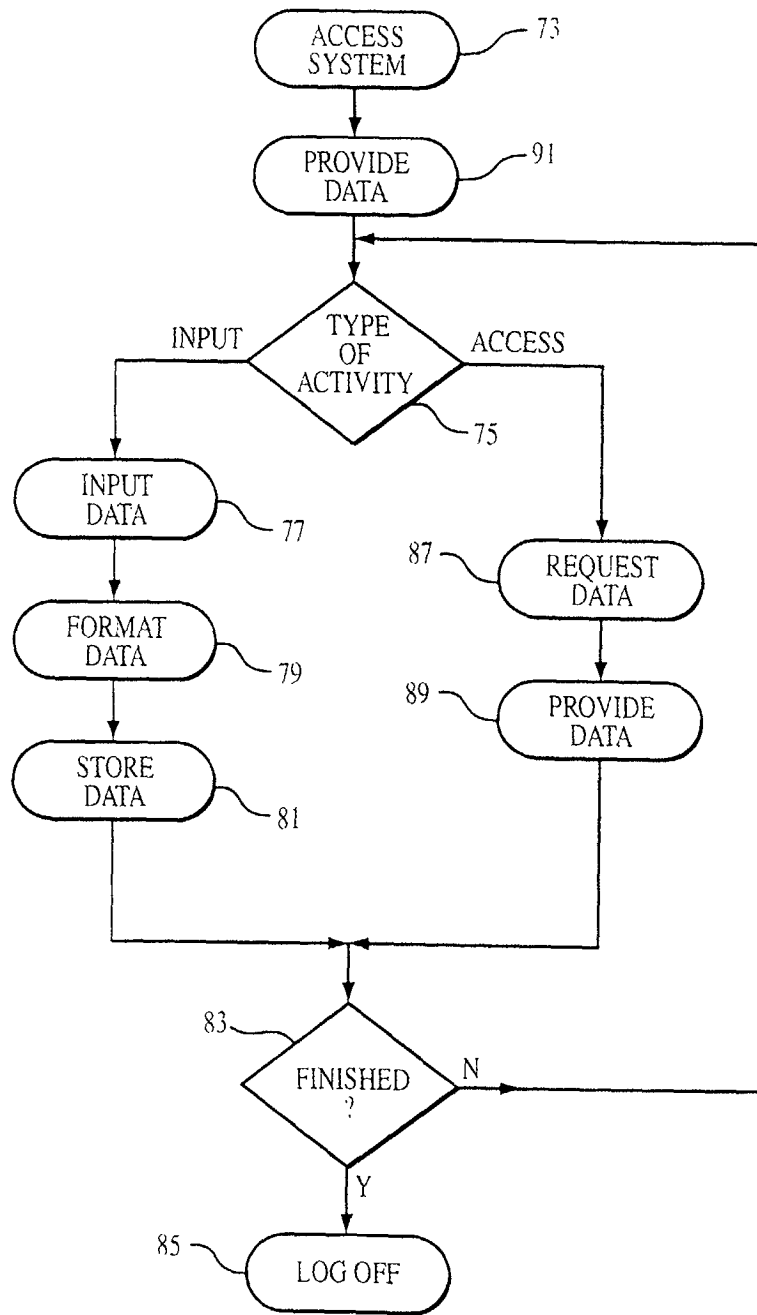 ACCESS
SYSTEM
73
PROVIDE
DATA
91
INPUT
TYPE
OF
ACTIVITY
ACCESS
75
INPUT
DATA
77
87
REQUEST
DATA
FORMAT
DATA
79
89
PROVIDE
DATA
STORE
DATA
81
83
FINISHED
?
N
Y
85
LOG OFF